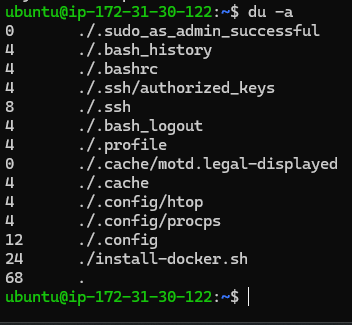 ubuntu@ip-172-31-30-122:~$ du -a
0       ./.sudo_as_admin_successful
4       ./.bash_history
4       ./.bashrc
4       ./.ssh/authorized_keys
8       ./.ssh
4       ./.bash_logout
4       ./.profile
0       ./.cache/motd.legal-displayed
4       ./.cache
4       ./.config/htop
4       ./.config/procps
12      ./.config
24      ./install-docker.sh
68      .
ubuntu@ip-172-31-30-122:~$